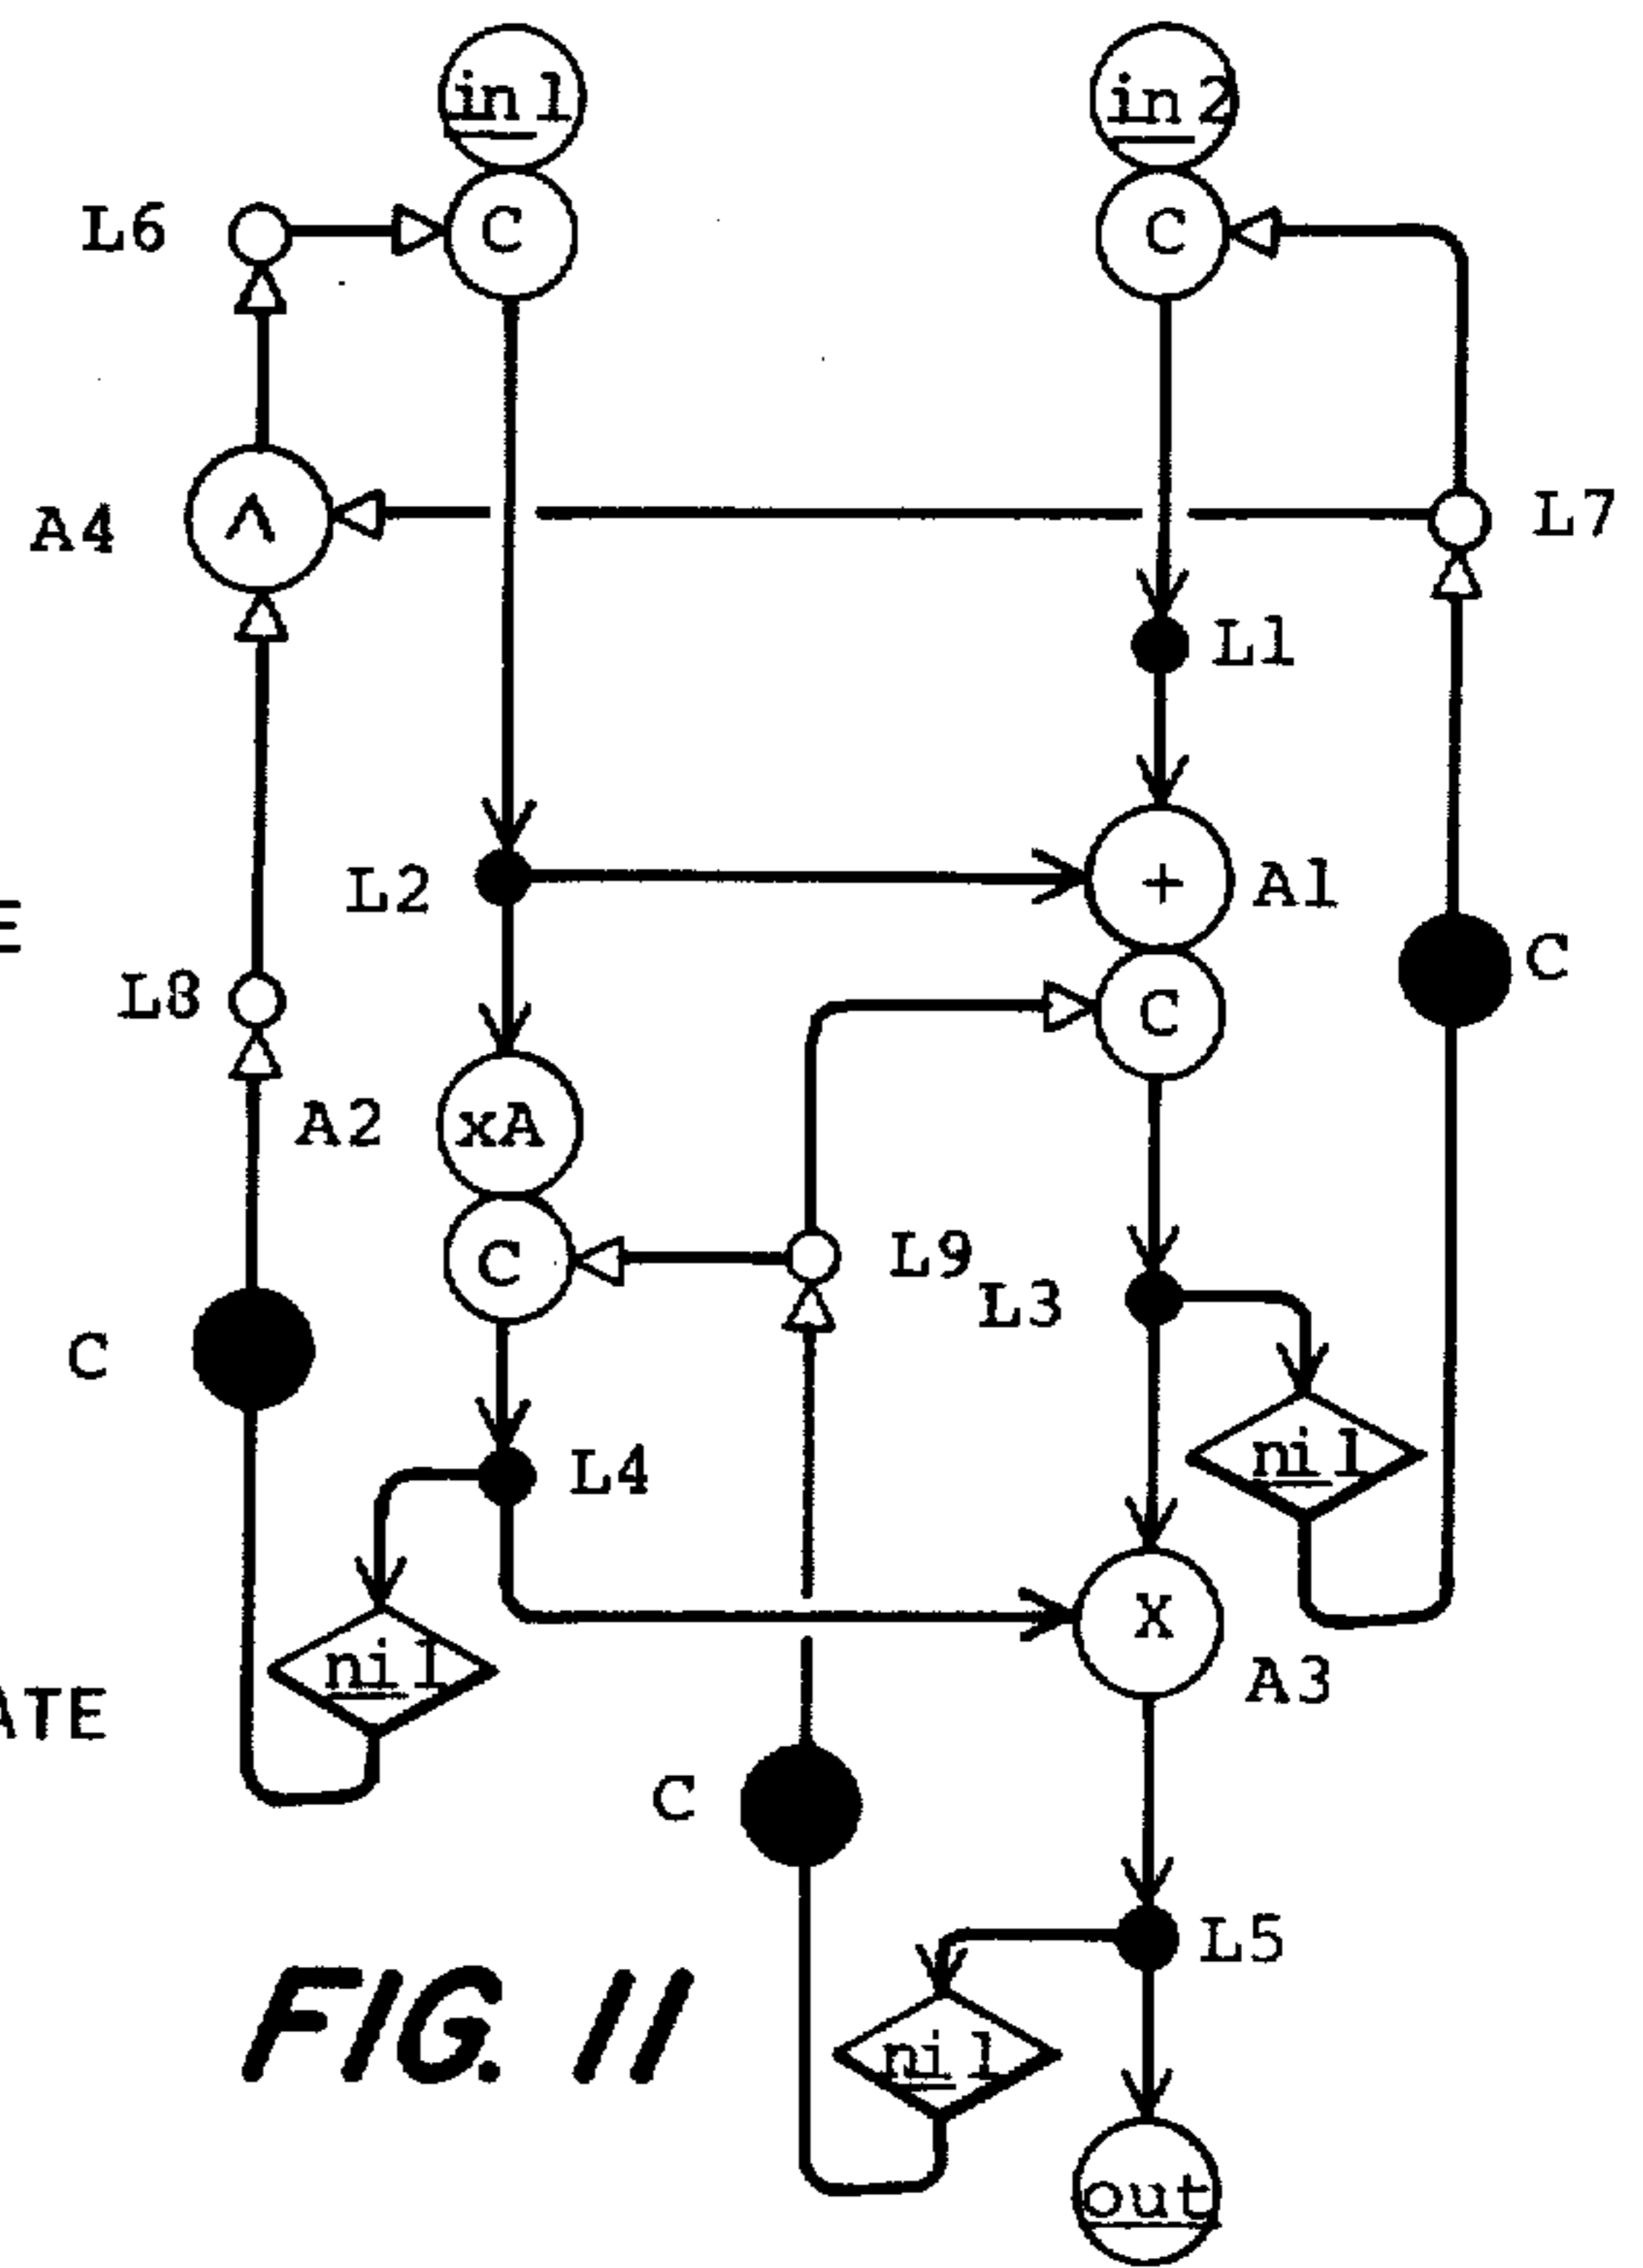 in1
in2
L6
C
C
A4
^
L7
L1
L2
+
A1
E
L8
C
C
A2
xA
C
L9
L3
C
L4
nil
nil
X
A3
ATE
C
L5
nil
out
FIG. 11